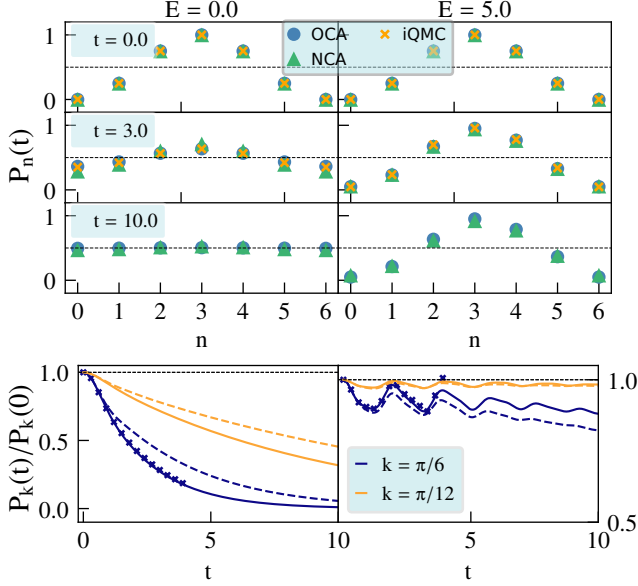 E = 0.0
E = 5.0
OCA
iQMC
NCA
1
t = 0.0
0
1
t = 3.0
P_n(t)
0
1
t = 10.0
0
0 1 2 3 4 5 6
0 1 2 3 4 5 6
n
n
P_k(t)/P_k(0)
1.0
0.5
0.0
1.0
0.5
k = π/6
k = π/12
0 5 10
5 10
t
t